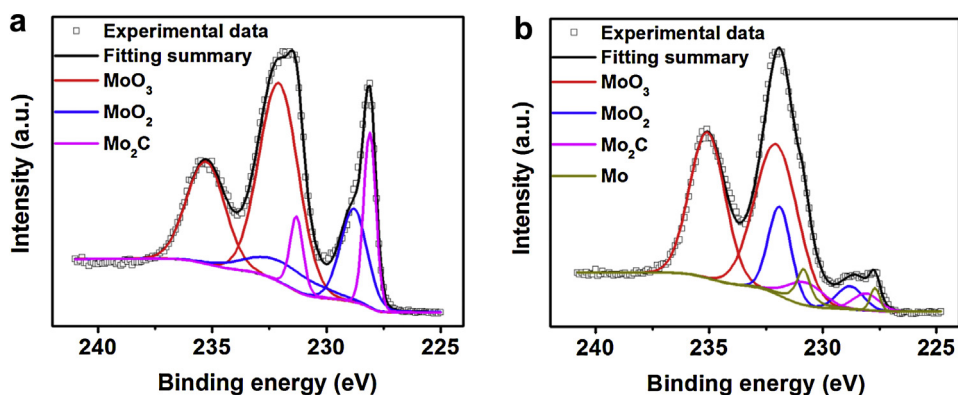 a
Experimental data
Fitting summary
MoO₃
MoO₂
Mo₂C
Intensity (a.u.)
240 235 230 225
Binding energy (eV)
b
Experimental data
Fitting summary
MoO₃
MoO₂
Mo₂C
Mo
Intensity (a.u.)
240 235 230 225
Binding energy (eV)